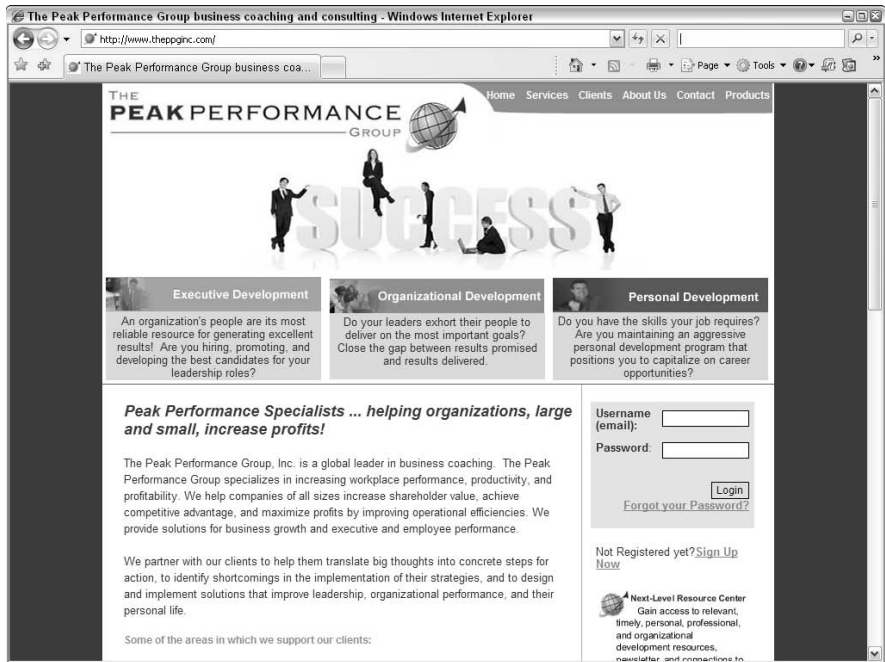 The Peak Performance Group business coaching and consulting - Windows Internet Explorer
http://www.theppginc.com/
The Peak Performance Group business coa...
Page
Tools
»
THE
PEAK PERFORMANCE
GROUP
Home Services Clients About Us Contact Products
SUCCESS
Executive Development
An organization's people are its most
reliable resource for generating excellent
results! Are you hiring, promoting, and
developing the best candidates for your
leadership roles?
Organizational Development
Do your leaders exhort their people to
deliver on the most important goals?
Close the gap between results promised
and results delivered.
Personal Development
Do you have the skills your job requires?
Are you maintaining an aggressive
personal development program that
positions you to capitalize on career
opportunities?
Peak Performance Specialists ... helping organizations, large
and small, increase profits!
The Peak Performance Group, Inc. is a global leader in business coaching. The Peak
Performance Group specializes in increasing workplace performance, productivity, and
profitability. We help companies of all sizes increase shareholder value, achieve
competitive advantage, and maximize profits by improving operational efficiencies. We
provide solutions for business growth and executive and employee performance.
We partner with our clients to help them translate big thoughts into concrete steps for
action, to identify shortcomings in the implementation of their strategies, and to design
and implement solutions that improve leadership, organizational performance, and their
personal life.
Some of the areas in which we support our clients:
Username
(email):
Password:
Login
Forgot your Password?
Not Registered yet?Sign Up
Now
Next-Level Resource Center
Gain access to relevant,
timely, personal, professional,
and organizational
development resources,
newsletter, and connections to